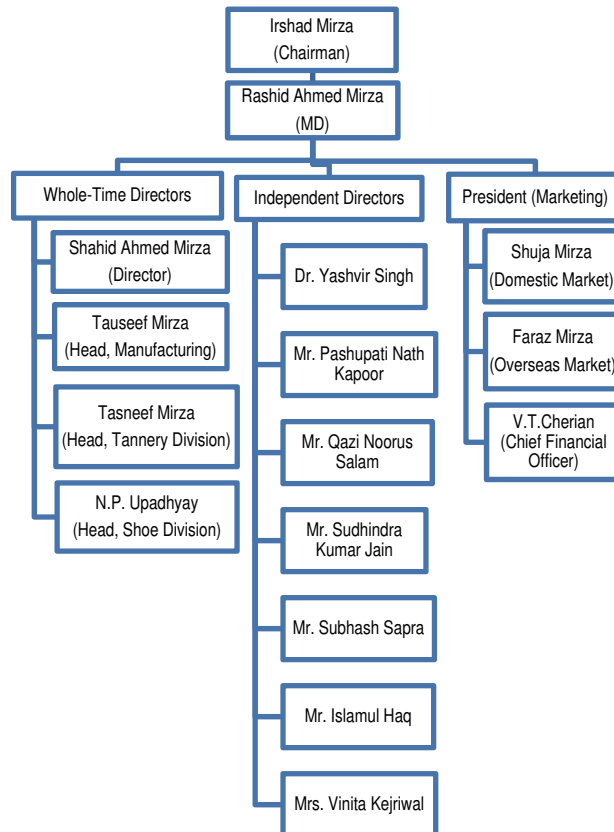 Irshad Mirza
(Chairman)
Rashid Ahmed Mirza
(MD)
Whole-Time Directors
Shahid Ahmed Mirza
(Director)
Tauseef Mirza
(Head, Manufacturing)
Tasneef Mirza
(Head, Tannery Division)
N.P. Upadhyay
(Head, Shoe Division)
Independent Directors
Dr. Yashvir Singh
Mr. Pashupati Nath
Kapoor
Mr. Qazi Noorus
Salam
Mr. Sudhindra
Kumar Jain
Mr. Subhash Sapra
Mr. Islamul Haq
Mrs. Vinita Kejriwal
President (Marketing)
Shuja Mirza
(Domestic Market)
Faraz Mirza
(Overseas Market)
V.T.Cherian
(Chief Financial
Officer)